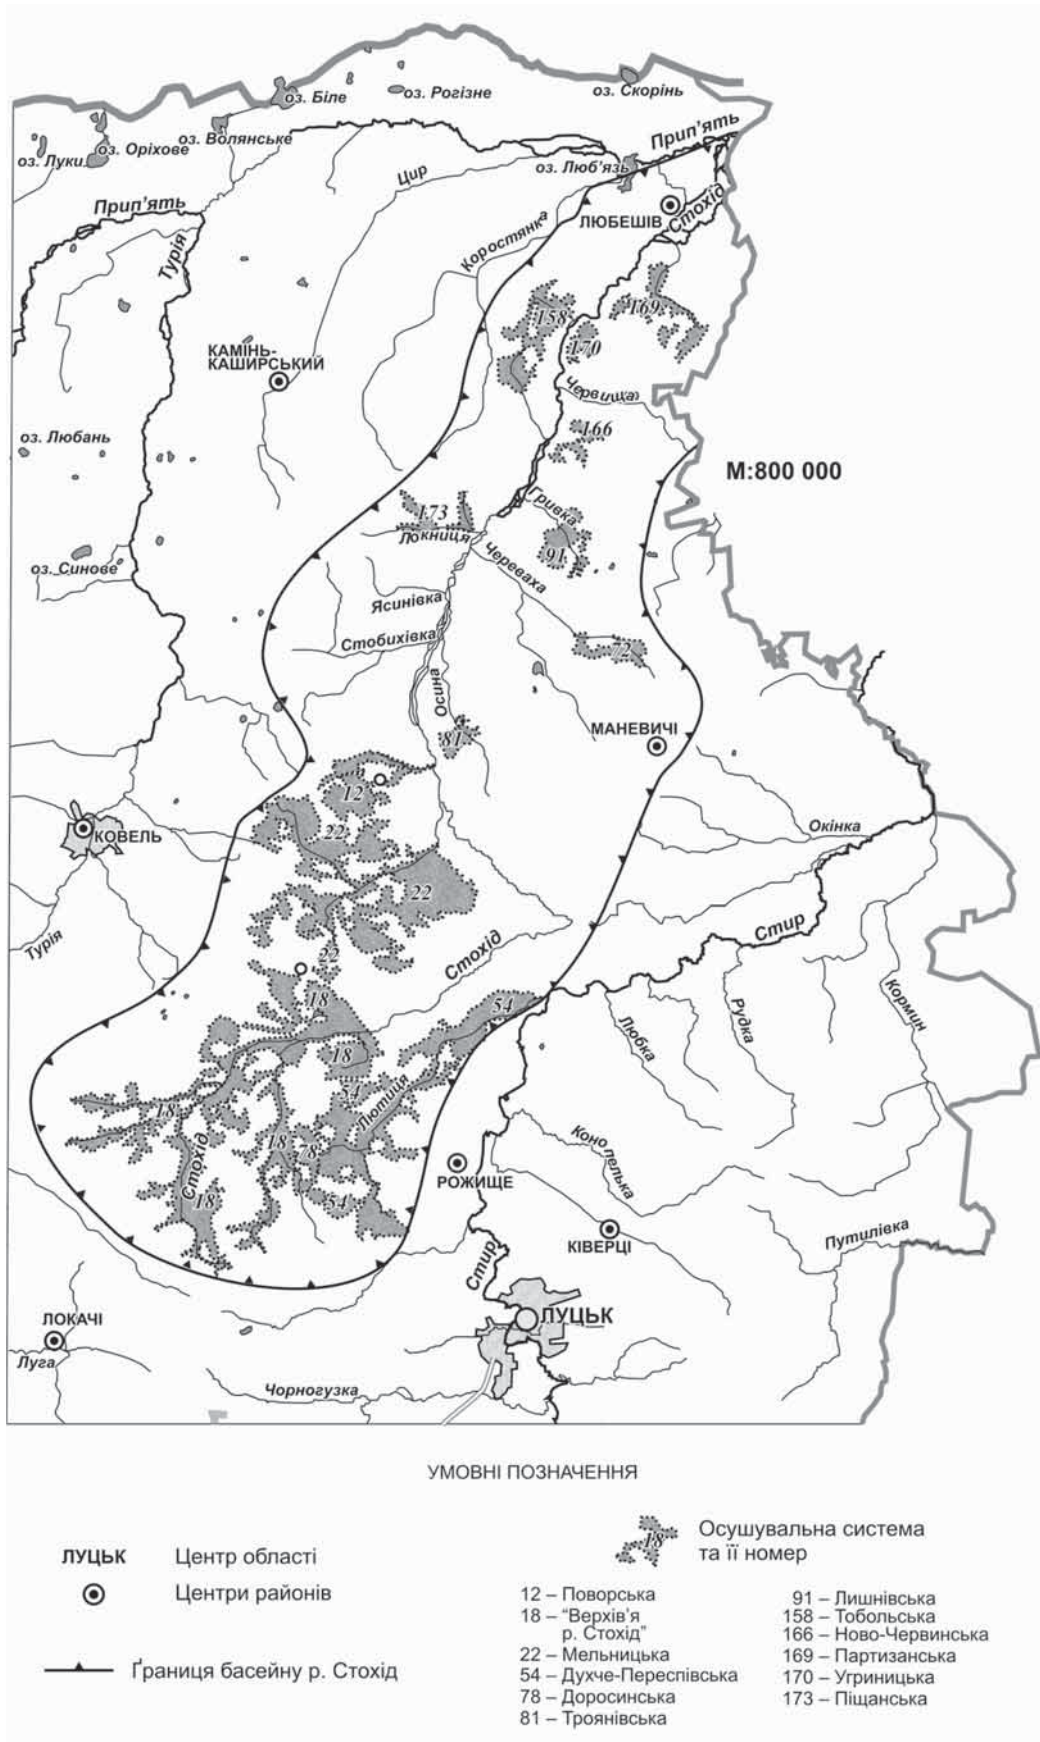 оз. Біле
оз. Рогізне
оз. Скорінь
оз. Волянське
Прип'ять
оз. Луки
оз. Оріхове
оз. Люб'язь
Цир
Прип'ять
ЛЮБЕШІВ
Стохід
Турія
Коростянка
158
169
170
КАМІНЬ-
КАШИРСЬКИЙ
Червища
166
оз. Любань
М:800 000
173
Гривка
Локниця
91
оз. Синове
Череваха
Ясинівка
Стобихівка
72
Осина
81
МАНЕВИЧІ
12
22
КОВЕЛЬ
Окінка
22
Турія
Стир
Стохід
22
18
54
Кормин
Рудка
Любка
18
54
Лютиця
18
18
78
Стохід
Конопелька
РОЖИЩЕ
18
54
КІВЕРЦІ
Путилівка
Стир
ЛУЦЬК
ЛОКАЧІ
Луга
Чорногузка
УМОВНІ ПОЗНАЧЕННЯ
ЛУЦЬК Центр області
Центри районів
Ґраниця басейну р. Стохід
18 Осушувальна система
та її номер
12 – Поворська
18 – "Верхів'я
р. Стохід"
22 – Мельницька
54 – Духче-Переспівська
78 – Доросинська
81 – Троянівська
91 – Лишнівська
158 – Тобольська
166 – Ново-Червинська
169 – Партизанська
170 – Угриницька
173 – Піщанська